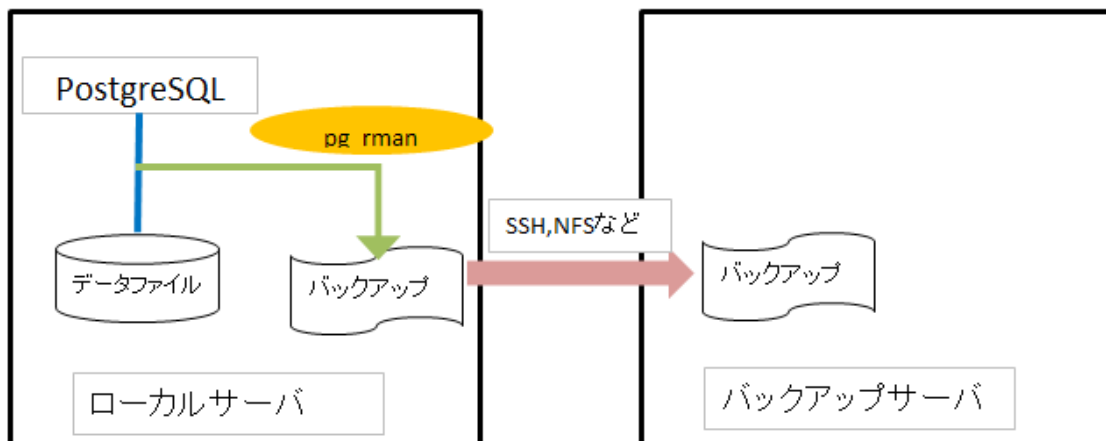 PostgreSQL
pg_rman
SSH,NFSなど
データファイル
バックアップ
バックアップ
ローカルサーバ
バックアップサーバ